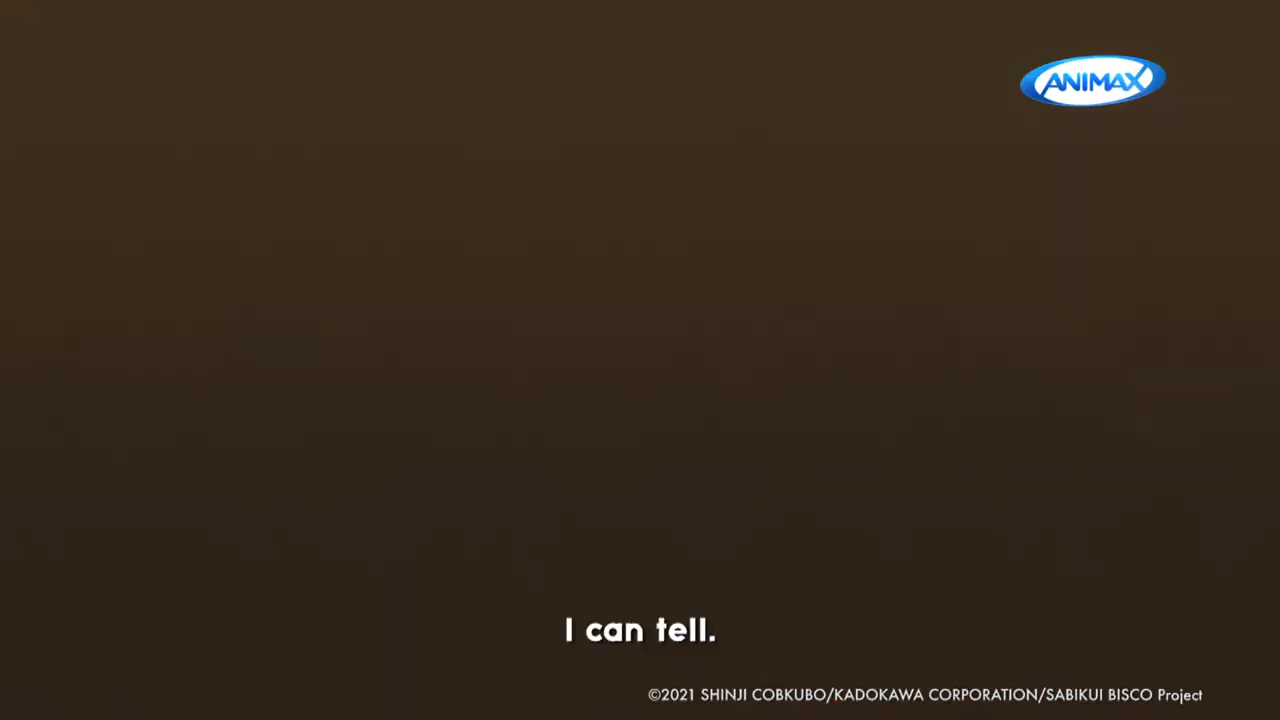 ANIMAX
I can tell.
©2021 SHINJI COBKUBO/KADOKAWA CORPORATION/SABIKUI BISCO Project